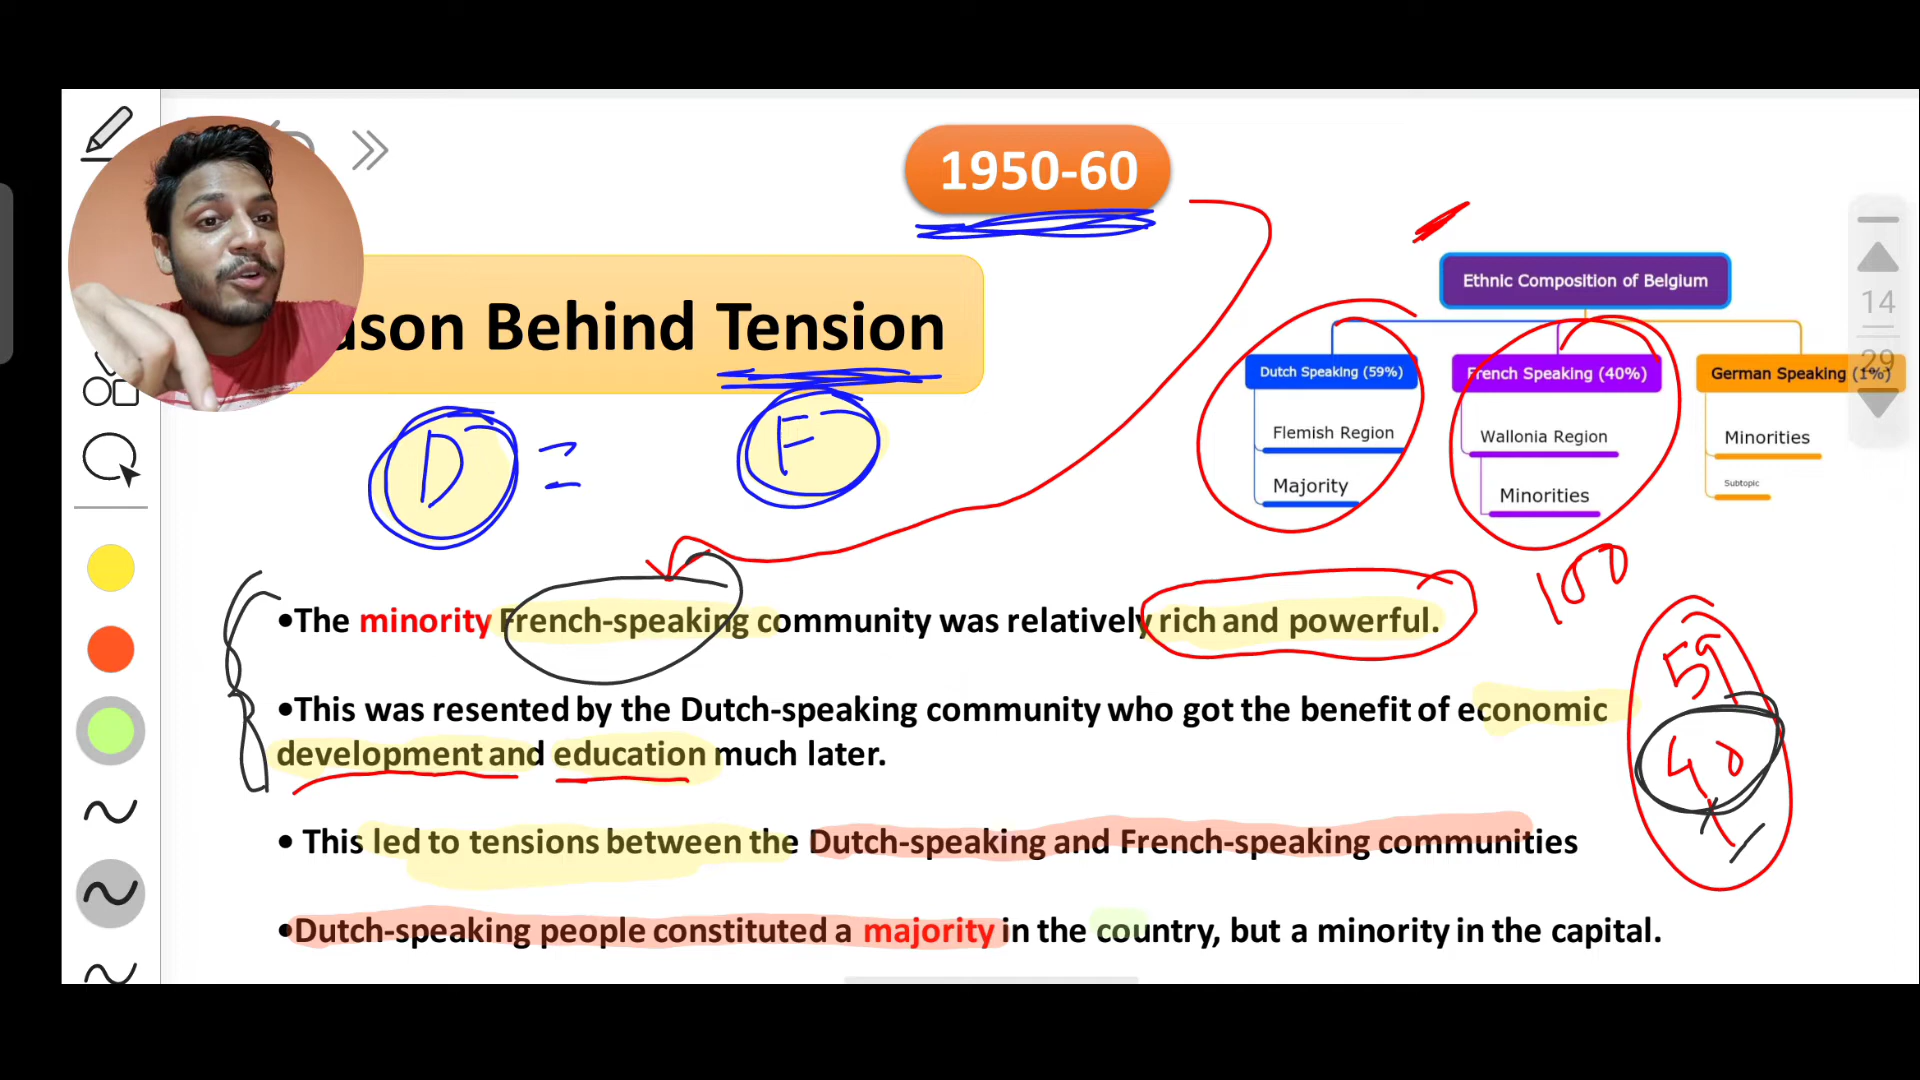 1950-60
ason Behind Tension
D = F
Ethnic Composition of Belgium
Dutch Speaking (59%)
Flemish Region
Majority
French Speaking (40%)
Wallonia Region
Minorities
German Speaking (1%)
Minorities
Subtopic
14
29
100
59
40
1
•The minority French-speaking community was relatively rich and powerful.
•This was resented by the Dutch-speaking community who got the benefit of economic
development and education much later.
• This led to tensions between the Dutch-speaking and French-speaking communities
•Dutch-speaking people constituted a majority in the country, but a minority in the capital.